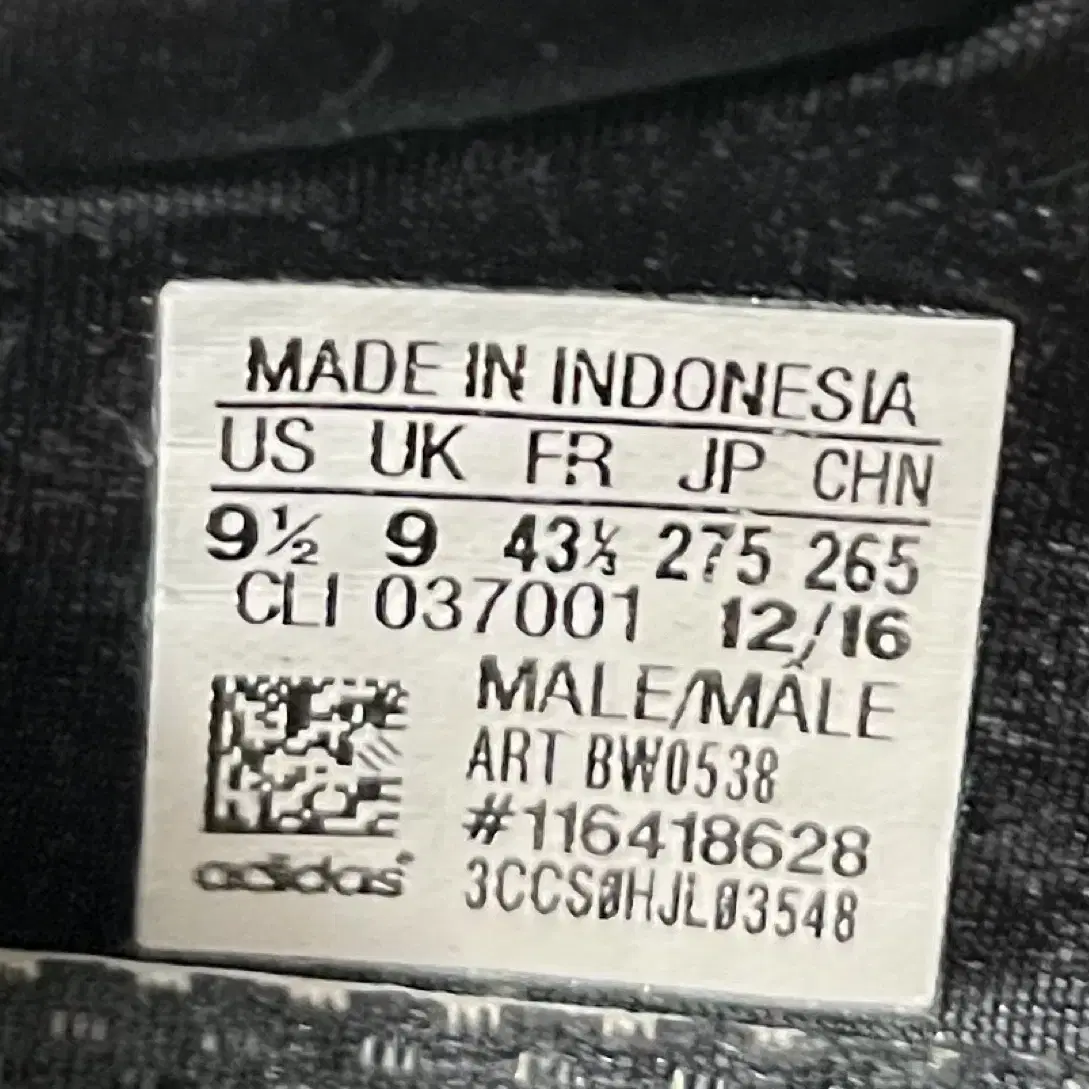 MADE IN INDONESIA
US UK FR JP CHN
9½ 9 43⅓ 275 265
CLI 037001 12/16
MALE/MÂLE
ART BW0538
#116418628
adidas
3CCS0HJL03548